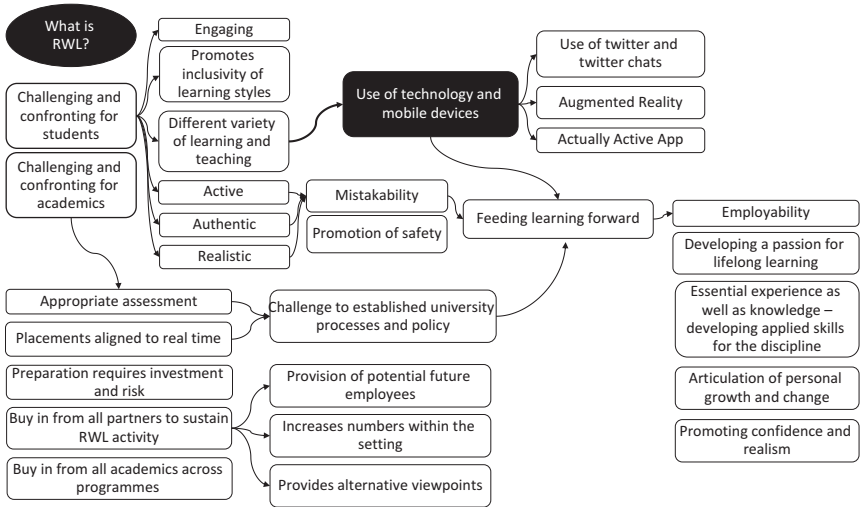 What is
RWL?
Challenging and
confronting for
students
Challenging and
confronting for
academics
Engaging
Promotes
inclusivity of
learning styles
Different variety
of learning and
teaching
Active
Authentic
Realistic
Use of technology and
mobile devices
Use of twitter and
twitter chats
Augmented Reality
Actually Active App
Mistakability
Promotion of safety
Feeding learning forward
Employability
Developing a passion for
lifelong learning
Essential experience as
well as knowledge –
developing applied skills
for the discipline
Articulation of personal
growth and change
Promoting confidence and
realism
Appropriate assessment
Placements aligned to real time
Challenge to established university
processes and policy
Preparation requires investment
and risk
Buy in from all partners to sustain
RWL activity
Buy in from all academics across
programmes
Provision of potential future
employees
Increases numbers within the
setting
Provides alternative viewpoints